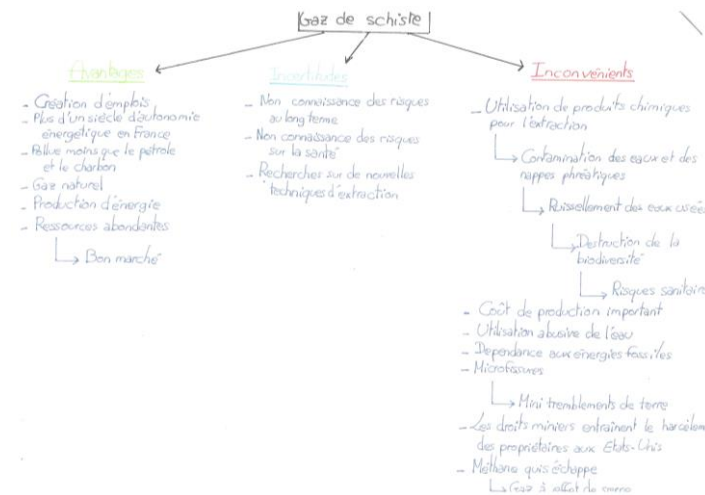 Gaz de schiste
Avantages
- Création d'emplois
- Plus d'un siècle d'autonomie
énergétique en France
- Pollue moins que le pétrole
et le charbon
- Gaz naturel
- Production d'énergie
- Ressources abondantes
→ Bon marché
Incertitudes
- Non connaissance des risques
au long terme
- Non connaissance des risques
sur la santé
- Recherches sur de nouvelles
techniques d'extraction
Inconvénients
- Utilisation de produits chimiques
pour l'extraction
→ Contamination des eaux et des
nappes phréatiques
→ Ruissellement des eaux usée
→ Destruction de la
biodiversité
→ Risques sanitaire
- Coût de production important
- Utilisation abusive de l'eau
- Dépendance aux énergies fossiles
- Microfissures
→ Mini tremblements de terre
- Les droits miniers entraînent le harcèlem
des propriétaires aux Etats-Unis
- Méthane qui s'échappe
→ Gaz à effet de serre